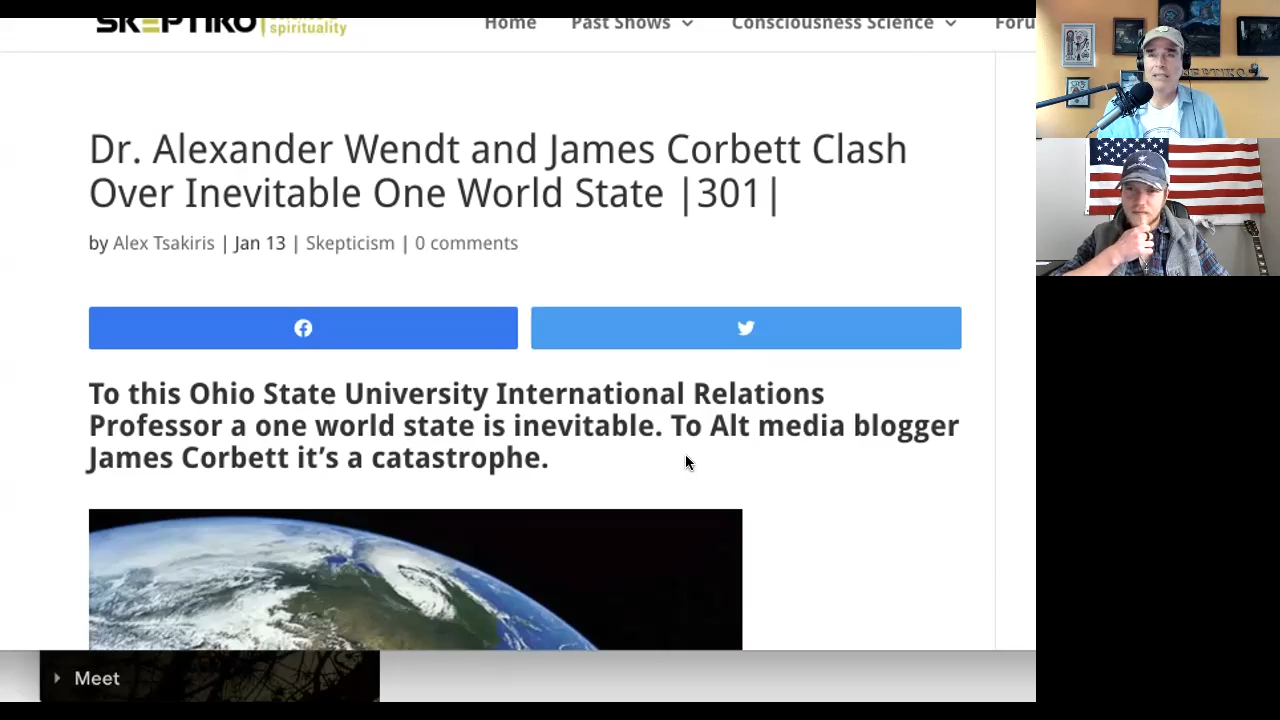 SKEPTIKO
spirituality
Home Past Shows Consciousness Science Foru
Dr. Alexander Wendt and James Corbett Clash
Over Inevitable One World State |301|
by Alex Tsakiris | Jan 13 | Skepticism | 0 comments
To this Ohio State University International Relations
Professor a one world state is inevitable. To Alt media blogger
James Corbett it’s a catastrophe.
Meet